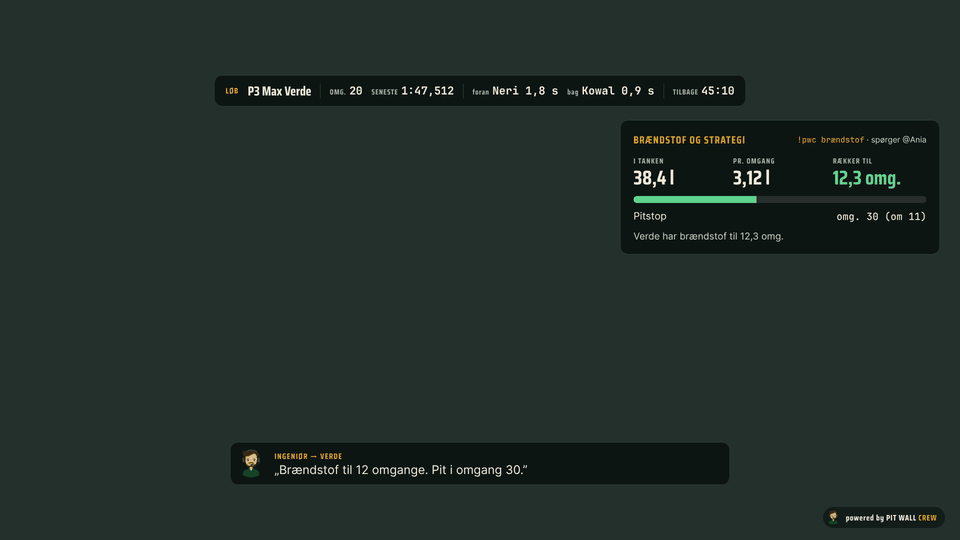 LØB P3 Max Verde OMG. 20 SENESTE 1:47,512 foran Neri 1,8 s bag Kowal 0,9 s TILBAGE 45:10
BRÆNDSTOF OG STRATEGI !pwc brændstof · spørger @Ania
I TANKEN PR. OMGANG RÆKKER TIL
38,4 l 3,12 l 12,3 omg.
Pitstop omg. 30 (om 11)
Verde har brændstof til 12,3 omg.
INGENIØR — VERDE
„Brændstof til 12 omgange. Pit i omgang 30.”
powered by PIT WALL CREW